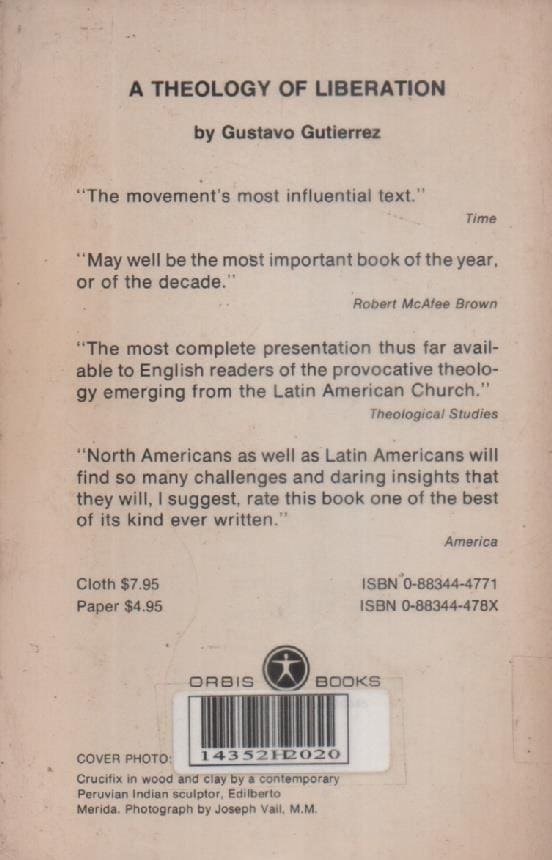 A THEOLOGY OF LIBERATION
by Gustavo Gutierrez
"The movement's most influential text."
Time
"May well be the most important book of the year,
or of the decade."
Robert McAfee Brown
"The most complete presentation thus far avail-
able to English readers of the provocative theolo-
gy emerging from the Latin American Church."
Theological Studies
"North Americans as well as Latin Americans will
find so many challenges and daring insights that
they will, I suggest, rate this book one of the best
of its kind ever written."
America
Cloth $7.95 ISBN 0-88344-4771
Paper $4.95 ISBN 0-88344-478X
ORBIS BOOKS
14352H2020
COVER PHOTO:
Crucifix in wood and clay by a contemporary
Peruvian Indian sculptor, Edilberto
Merida. Photograph by Joseph Vail, M.M.